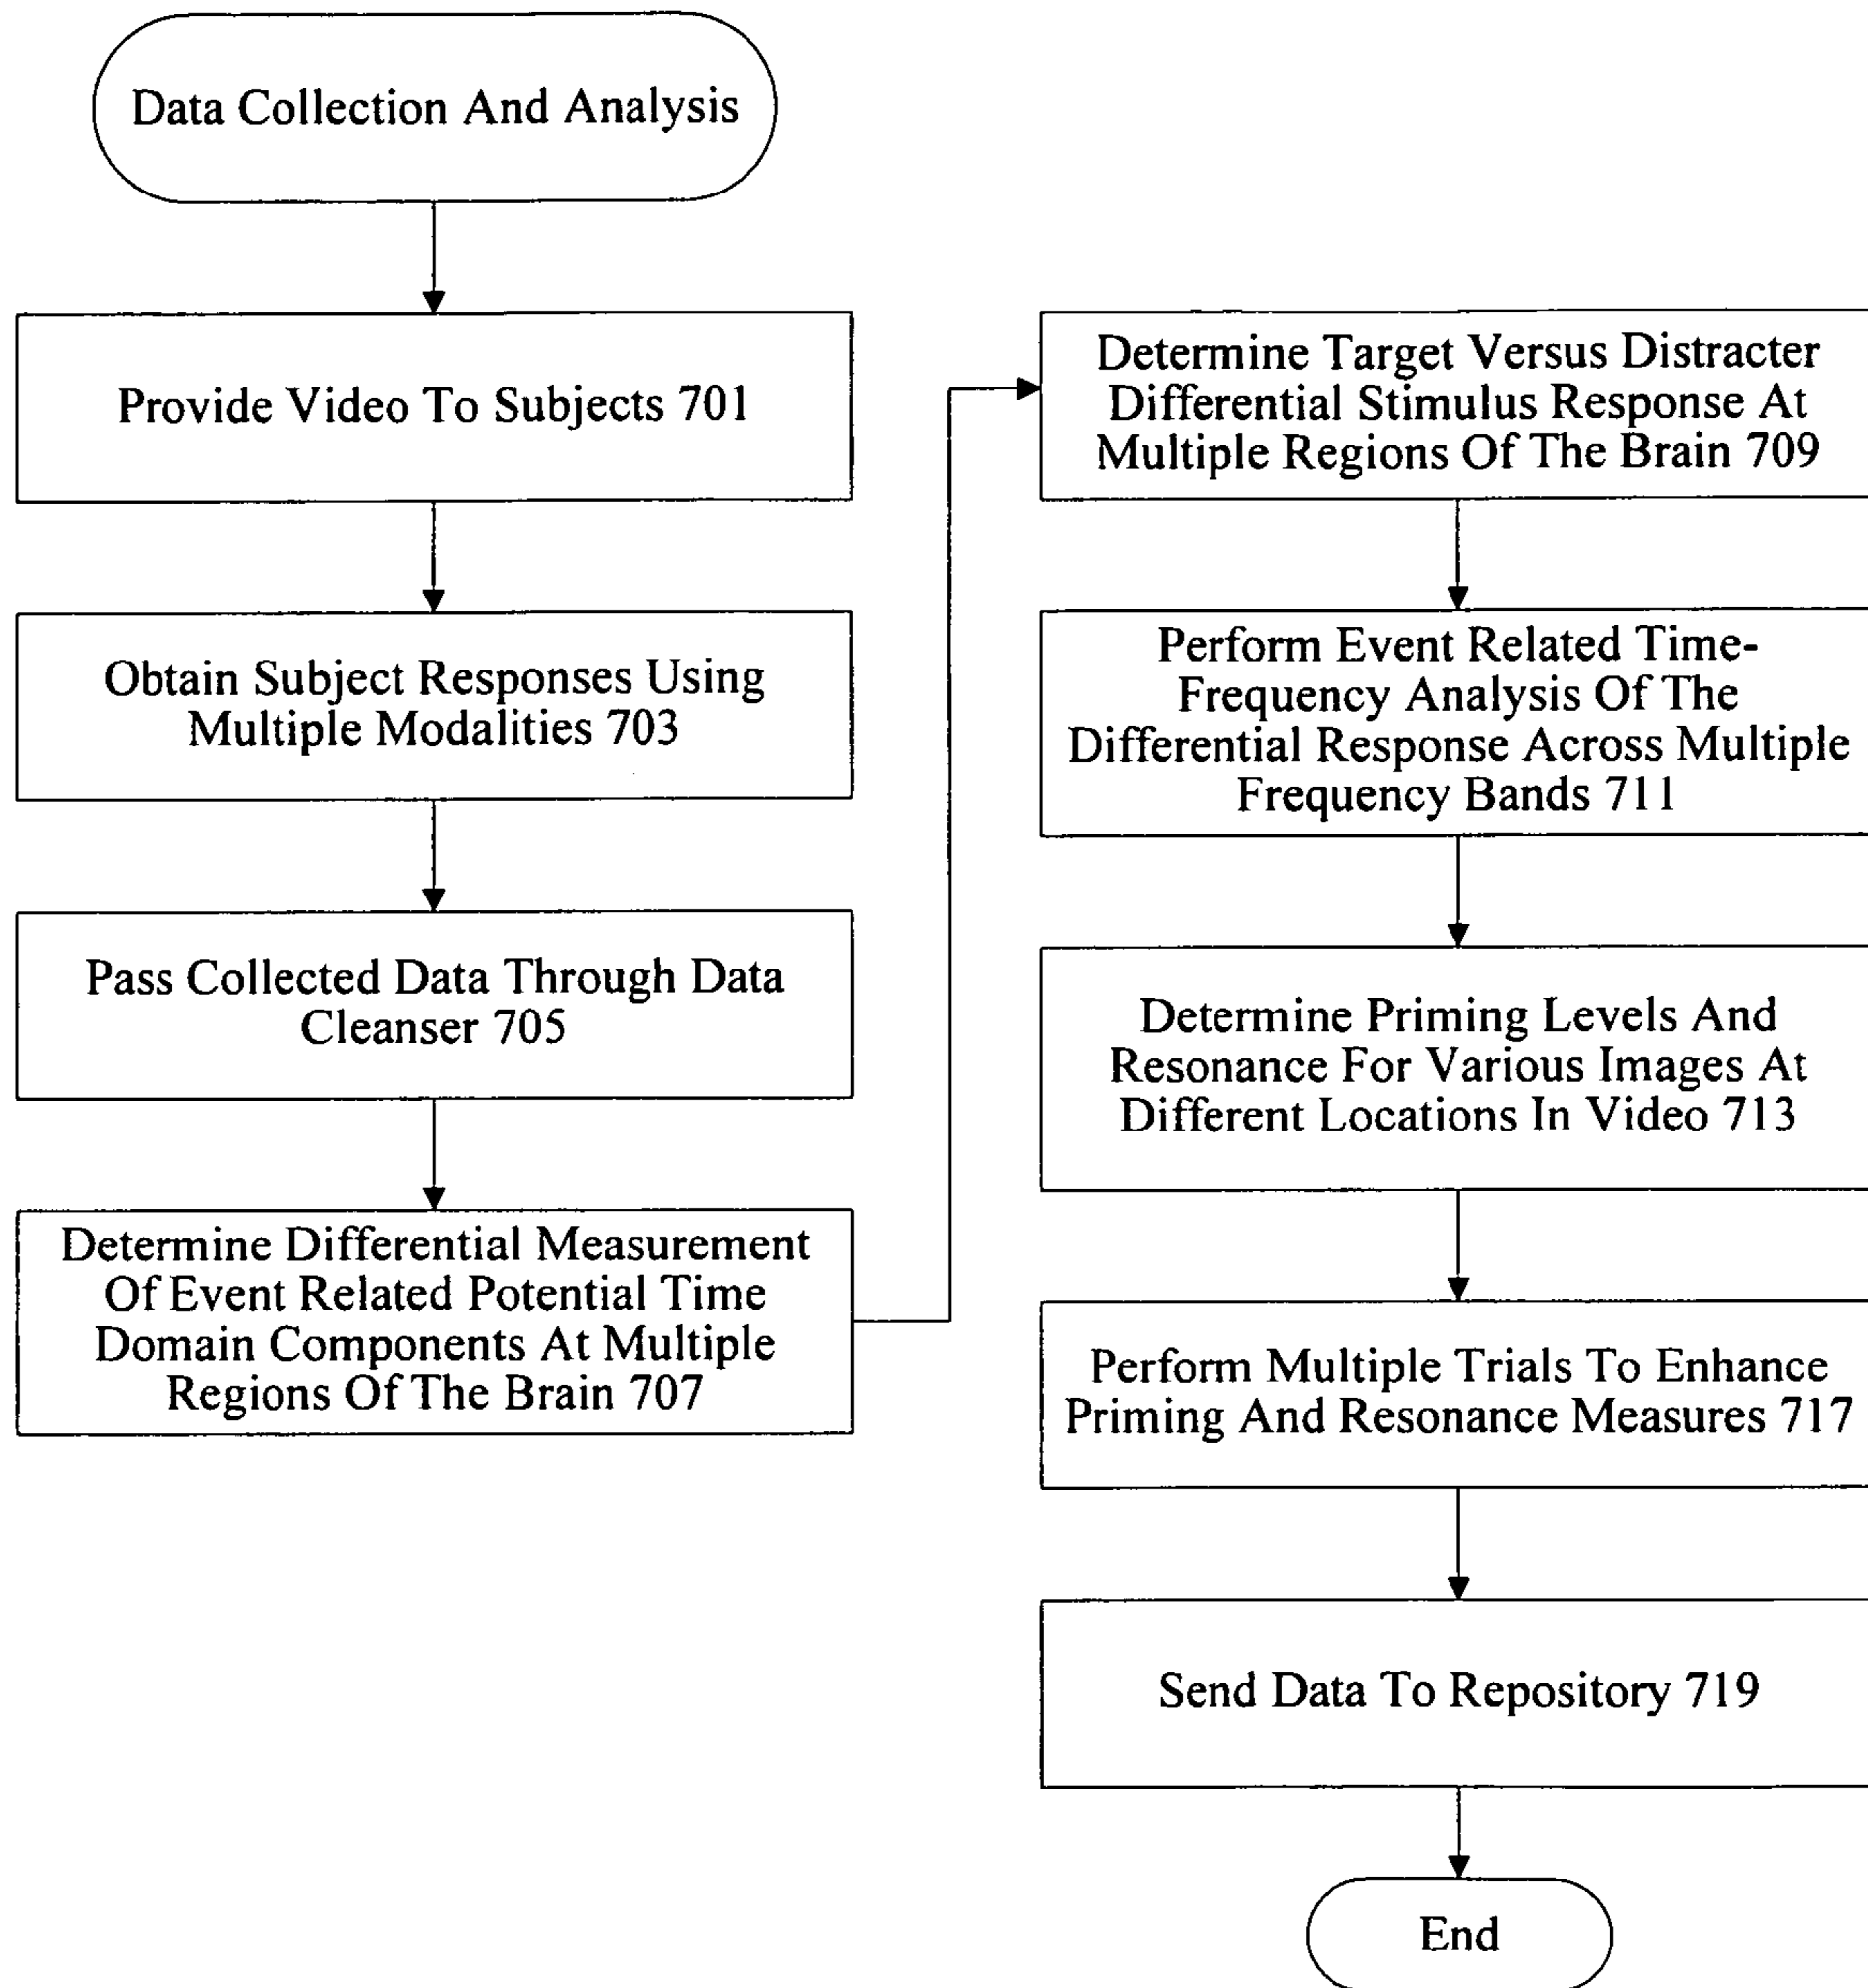 Data Collection And Analysis
Provide Video To Subjects 701
Obtain Subject Responses Using
Multiple Modalities 703
Pass Collected Data Through Data
Cleanser 705
Determine Differential Measurement
Of Event Related Potential Time
Domain Components At Multiple
Regions Of The Brain 707
Determine Target Versus Distracter
Differential Stimulus Response At
Multiple Regions Of The Brain 709
Perform Event Related Time-
Frequency Analysis Of The
Differential Response Across Multiple
Frequency Bands 711
Determine Priming Levels And
Resonance For Various Images At
Different Locations In Video 713
Perform Multiple Trials To Enhance
Priming And Resonance Measures 717
Send Data To Repository 719
End